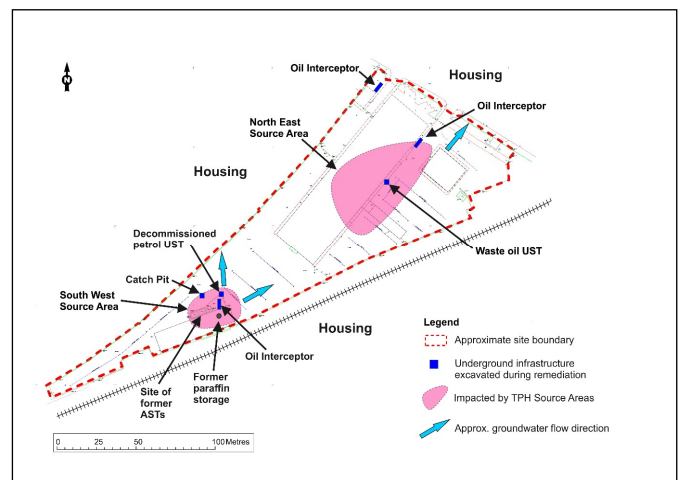 N
Oil Interceptor
Housing
Oil Interceptor
North East
Source Area
Housing
Decommissioned
petrol UST
Waste oil UST
Catch Pit
South West
Source Area
Housing
Oil Interceptor
Site of
former
ASTs
Former
paraffin
storage
Legend
Approximate site boundary
Underground infrastructure
excavated during remediation
Impacted by TPH Source Areas
Approx. groundwater flow direction
0 25 50 100 Metres